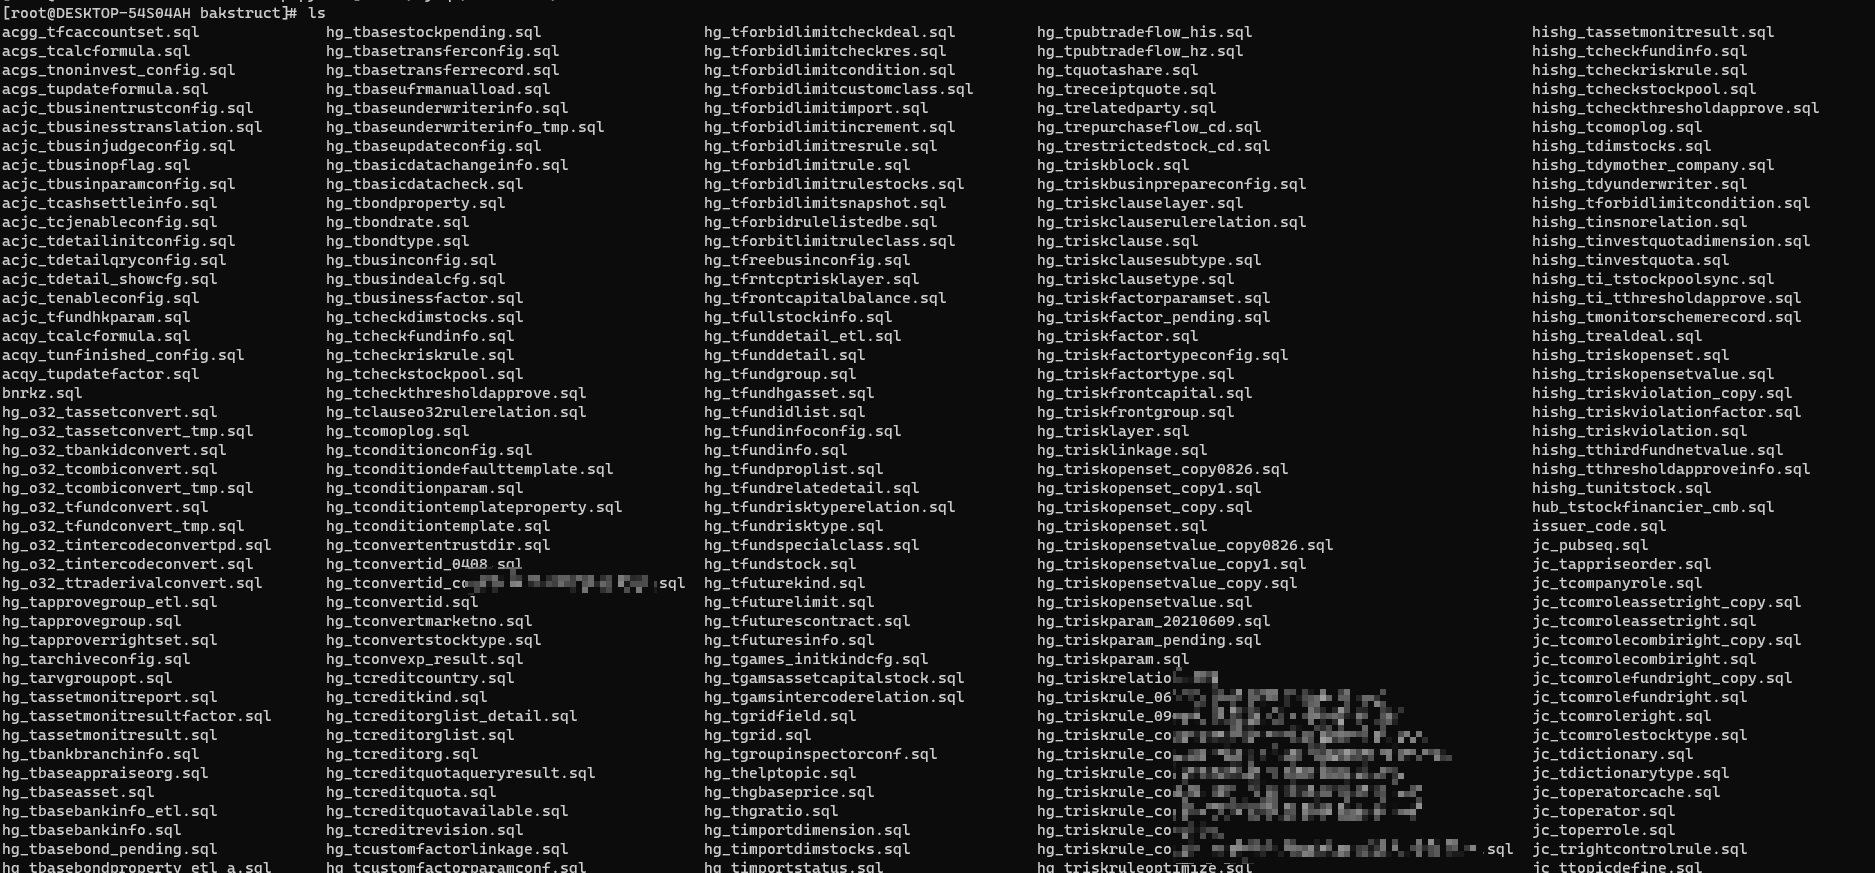 [root@DESKTOP-54S04AH bakstruct]# ls
acgg_tfcaccountset.sql hg_tbasestockpending.sql hg_tforbidlimitcheckdeal.sql hg_tpubtradeflow_his.sql hishg_tassetmonitresult.sql
acgs_tcalcformula.sql hg_tbasetransferconfig.sql hg_tforbidlimitcheckres.sql hg_tpubtradeflow_hz.sql hishg_tcheckfundinfo.sql
acgs_tnoninvest_config.sql hg_tbasetransferrecord.sql hg_tforbidlimitcondition.sql hg_tquotashare.sql hishg_tcheckriskrule.sql
acgs_tupdateformula.sql hg_tbaseufrmanualload.sql hg_tforbidlimitcustomclass.sql hg_treceiptquote.sql hishg_tcheckstockpool.sql
acjc_tbusinentrustconfig.sql hg_tbaseunderwriterinfo.sql hg_tforbidlimitimport.sql hg_trelatedparty.sql hishg_tcheckthresholdapprove.sql
acjc_tbusinesstranslation.sql hg_tbaseunderwriterinfo_tmp.sql hg_tforbidlimitincrement.sql hg_trepurchaseflow_cd.sql hishg_tcomoplog.sql
acjc_tbusinjudgeconfig.sql hg_tbaseupdateconfig.sql hg_tforbidlimitresrule.sql hg_trestrictedstock_cd.sql hishg_tdimstocks.sql
acjc_tbusinopflag.sql hg_tbasicdatachangeinfo.sql hg_tforbidlimitrule.sql hg_triskblock.sql hishg_tdymother_company.sql
acjc_tbusinparamconfig.sql hg_tbasicdatacheck.sql hg_tforbidlimitrulestocks.sql hg_triskbusinprepareconfig.sql hishg_tdyunderwriter.sql
acjc_tcashsettleinfo.sql hg_tbondproperty.sql hg_tforbidlimitsnapshot.sql hg_triskclauselayer.sql hishg_tforbidlimitcondition.sql
acjc_tcjenableconfig.sql hg_tbondrate.sql hg_tforbidrulelistedbe.sql hg_triskclauserulerelation.sql hishg_tinsnorelation.sql
acjc_tdetailinitconfig.sql hg_tbondtype.sql hg_tforbitlimitruleclass.sql hg_triskclause.sql hishg_tinvestquotadimension.sql
acjc_tdetailqryconfig.sql hg_tbusinconfig.sql hg_tfreebusinconfig.sql hg_triskclausesubtype.sql hishg_tinvestquota.sql
acjc_tdetail_showcfg.sql hg_tbusindealcfg.sql hg_tfrntcptrisklayer.sql hg_triskclausetype.sql hishg_ti_tstockpoolsync.sql
acjc_tenableconfig.sql hg_tbusinessfactor.sql hg_tfrontcapitalbalance.sql hg_triskfactorparamset.sql hishg_ti_tthresholdapprove.sql
acjc_tfundhkparam.sql hg_tcheckdimstocks.sql hg_tfullstockinfo.sql hg_triskfactor_pending.sql hishg_tmonitorschemerecord.sql
acqy_tcalcformula.sql hg_tcheckfundinfo.sql hg_tfunddetail_etl.sql hg_triskfactor.sql hishg_trealdeal.sql
acqy_tunfinished_config.sql hg_tcheckriskrule.sql hg_tfunddetail.sql hg_triskfactortypeconfig.sql hishg_triskopenset.sql
acqy_tupdatefactor.sql hg_tcheckstockpool.sql hg_tfundgroup.sql hg_triskfactortype.sql hishg_triskopensetvalue.sql
bnrkz.sql hg_tcheckthresholdapprove.sql hg_tfundhgasset.sql hg_triskfrontcapital.sql hishg_triskviolation_copy.sql
hg_o32_tassetconvert.sql hg_tclauseo32rulerelation.sql hg_tfundidlist.sql hg_triskfrontgroup.sql hishg_triskviolationfactor.sql
hg_o32_tassetconvert_tmp.sql hg_tcomoplog.sql hg_tfundinfoconfig.sql hg_trisklayer.sql hishg_triskviolation.sql
hg_o32_tbankidconvert.sql hg_tconditionconfig.sql hg_tfundinfo.sql hg_trisklinkage.sql hishg_tthirdfundnetvalue.sql
hg_o32_tcombiconvert.sql hg_tconditiondefaulttemplate.sql hg_tfundproplist.sql hg_triskopenset_copy0826.sql hishg_tthresholdapproveinfo.sql
hg_o32_tcombiconvert_tmp.sql hg_tconditionparam.sql hg_tfundrelatedetail.sql hg_triskopenset_copy1.sql hishg_tunitstock.sql
hg_o32_tfundconvert.sql hg_tconditiontemplateproperty.sql hg_tfundrisktyperelation.sql hg_triskopenset_copy.sql hub_tstockfinancier_cmb.sql
hg_o32_tfundconvert_tmp.sql hg_tconditiontemplate.sql hg_tfundrisktype.sql hg_triskopenset.sql issuer_code.sql
hg_o32_tintercodeconvertpd.sql hg_tconvertentrustdir.sql hg_tfundspecialclass.sql hg_triskopensetvalue_copy0826.sql jc_pubseq.sql
hg_o32_tintercodeconvert.sql hg_tconvertid_0408.sql hg_tfundstock.sql hg_triskopensetvalue_copy1.sql jc_tappriseorder.sql
hg_o32_ttraderivalconvert.sql hg_tconvertid_co .sql hg_tfuturekind.sql hg_triskopensetvalue_copy.sql jc_tcompanyrole.sql
hg_tapprovegroup_etl.sql hg_tconvertid.sql hg_tfuturelimit.sql hg_triskopensetvalue.sql jc_tcomroleassetright_copy.sql
hg_tapprovegroup.sql hg_tconvertmarketno.sql hg_tfuturescontract.sql hg_triskparam_20210609.sql jc_tcomroleassetright.sql
hg_tapproverrightset.sql hg_tconvertstocktype.sql hg_tfuturesinfo.sql hg_triskparam_pending.sql jc_tcomrolecombiright_copy.sql
hg_tarchiveconfig.sql hg_tconvexp_result.sql hg_tgames_initkindcfg.sql hg_triskparam.sql jc_tcomrolecombiright.sql
hg_tarvgroupopt.sql hg_tcreditcountry.sql hg_tgamsassetcapitalstock.sql hg_triskrelatio jc_tcomrolefundright_copy.sql
hg_tassetmonitreport.sql hg_tcreditkind.sql hg_tgamsintercoderelation.sql hg_triskrule_06 jc_tcomrolefundright.sql
hg_tassetmonitresultfactor.sql hg_tcreditorglist_detail.sql hg_tgridfield.sql hg_triskrule_09 jc_tcomroleright.sql
hg_tassetmonitresult.sql hg_tcreditorglist.sql hg_tgrid.sql hg_triskrule_co jc_tcomrolestocktype.sql
hg_tbankbranchinfo.sql hg_tcreditorg.sql hg_tgroupinspectorconf.sql hg_triskrule_co jc_tdictionary.sql
hg_tbaseappraiseorg.sql hg_tcreditquotaqueryresult.sql hg_thelptopic.sql hg_triskrule_co jc_tdictionarytype.sql
hg_tbaseasset.sql hg_tcreditquota.sql hg_thgbaseprice.sql hg_triskrule_co jc_toperatorcache.sql
hg_tbasebankinfo_etl.sql hg_tcreditquotavailable.sql hg_thgratio.sql hg_triskrule_co jc_toperator.sql
hg_tbasebankinfo.sql hg_tcreditrevision.sql hg_timportdimension.sql hg_triskrule_co jc_toperrole.sql
hg_tbasebond_pending.sql hg_tcustomfactorlinkage.sql hg_timportdimstocks.sql hg_triskrule_co .sql jc_trightcontrolrule.sql
hg_tbasebondproperty_etl_a.sql hg_tcustomfactorparamconf.sql hg_timportstatus.sql hg_triskruleoptimize.sql jc_ttopicdefine.sql